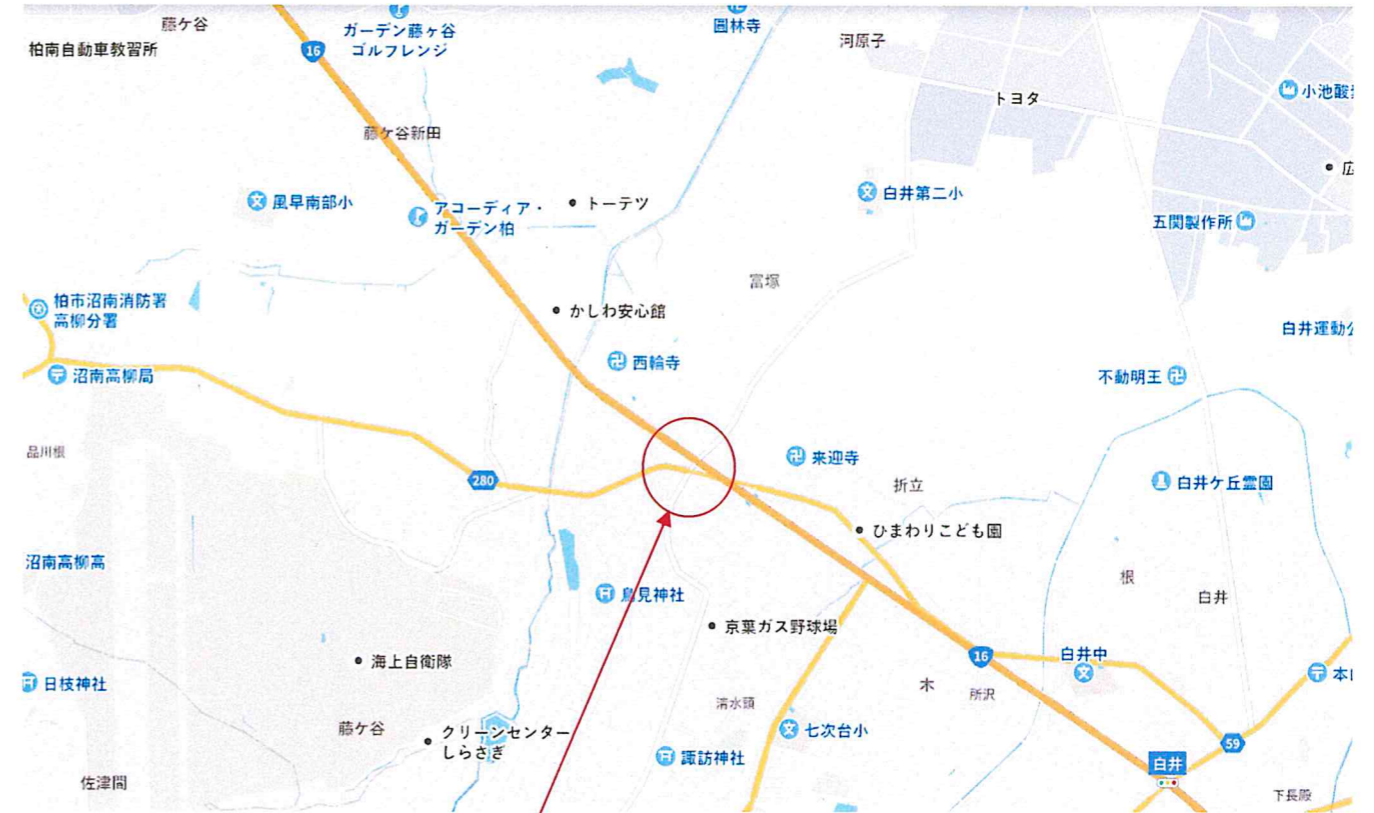 藤ケ谷
ガーデン藤ヶ谷
ゴルフレンジ
圓林寺
河原子
柏南自動車教習所
16
トヨタ
藤ケ谷新田
風早南部小
アコーディア・
ガーデン柏
トーテツ
白井第二小
五關製作所
富塚
柏市沼南消防署
高柳分署
かしわ安心館
西輪寺
沼南高柳局
不動明王
品川根
280
来迎寺
折立
白井ケ丘霊園
ひまわりこども園
沼南高柳高
鳥見神社
根
白井
京葉ガス野球場
海上自衛隊
16
白井中
日枝神社
木
所沢
清水頭
藤ケ谷
クリーンセンター
しらさぎ
七次台小
諏訪神社
59
白井
佐津間
下長殿